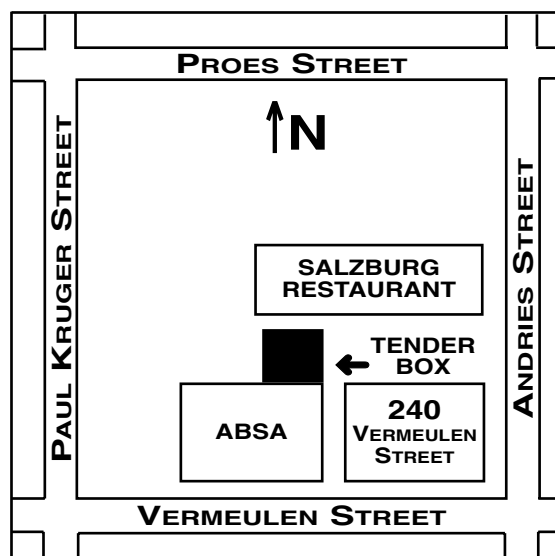 PROES STREET
N
PAUL KRUGER STREET
ANDRIES STREET
SALZBURG
RESTAURANT
TENDER
BOX
ABSA
240
VERMEULEN
STREET
VERMEULEN STREET